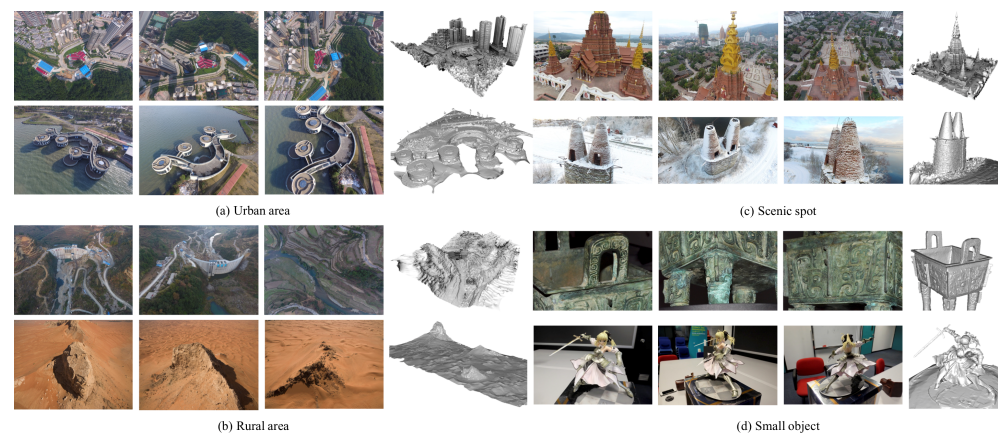 (a) Urban area
(c) Scenic spot
(b) Rural area
(d) Small object